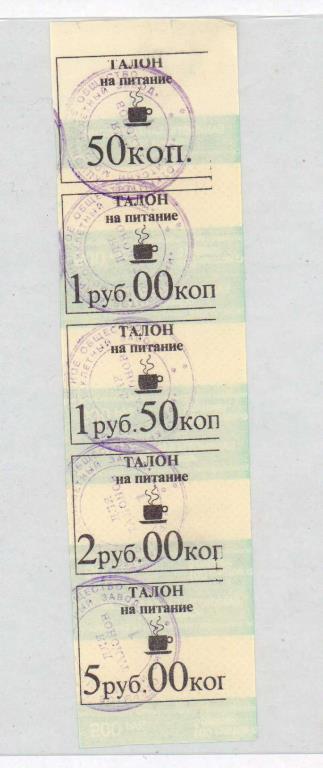 ТАЛОН
на питание
50коп.
ТАЛОН
на питание
1руб.00коп
ТАЛОН
на питание
1руб.50коп
ТАЛОН
на питание
2руб.00коп
ТАЛОН
на питание
5руб.00коп